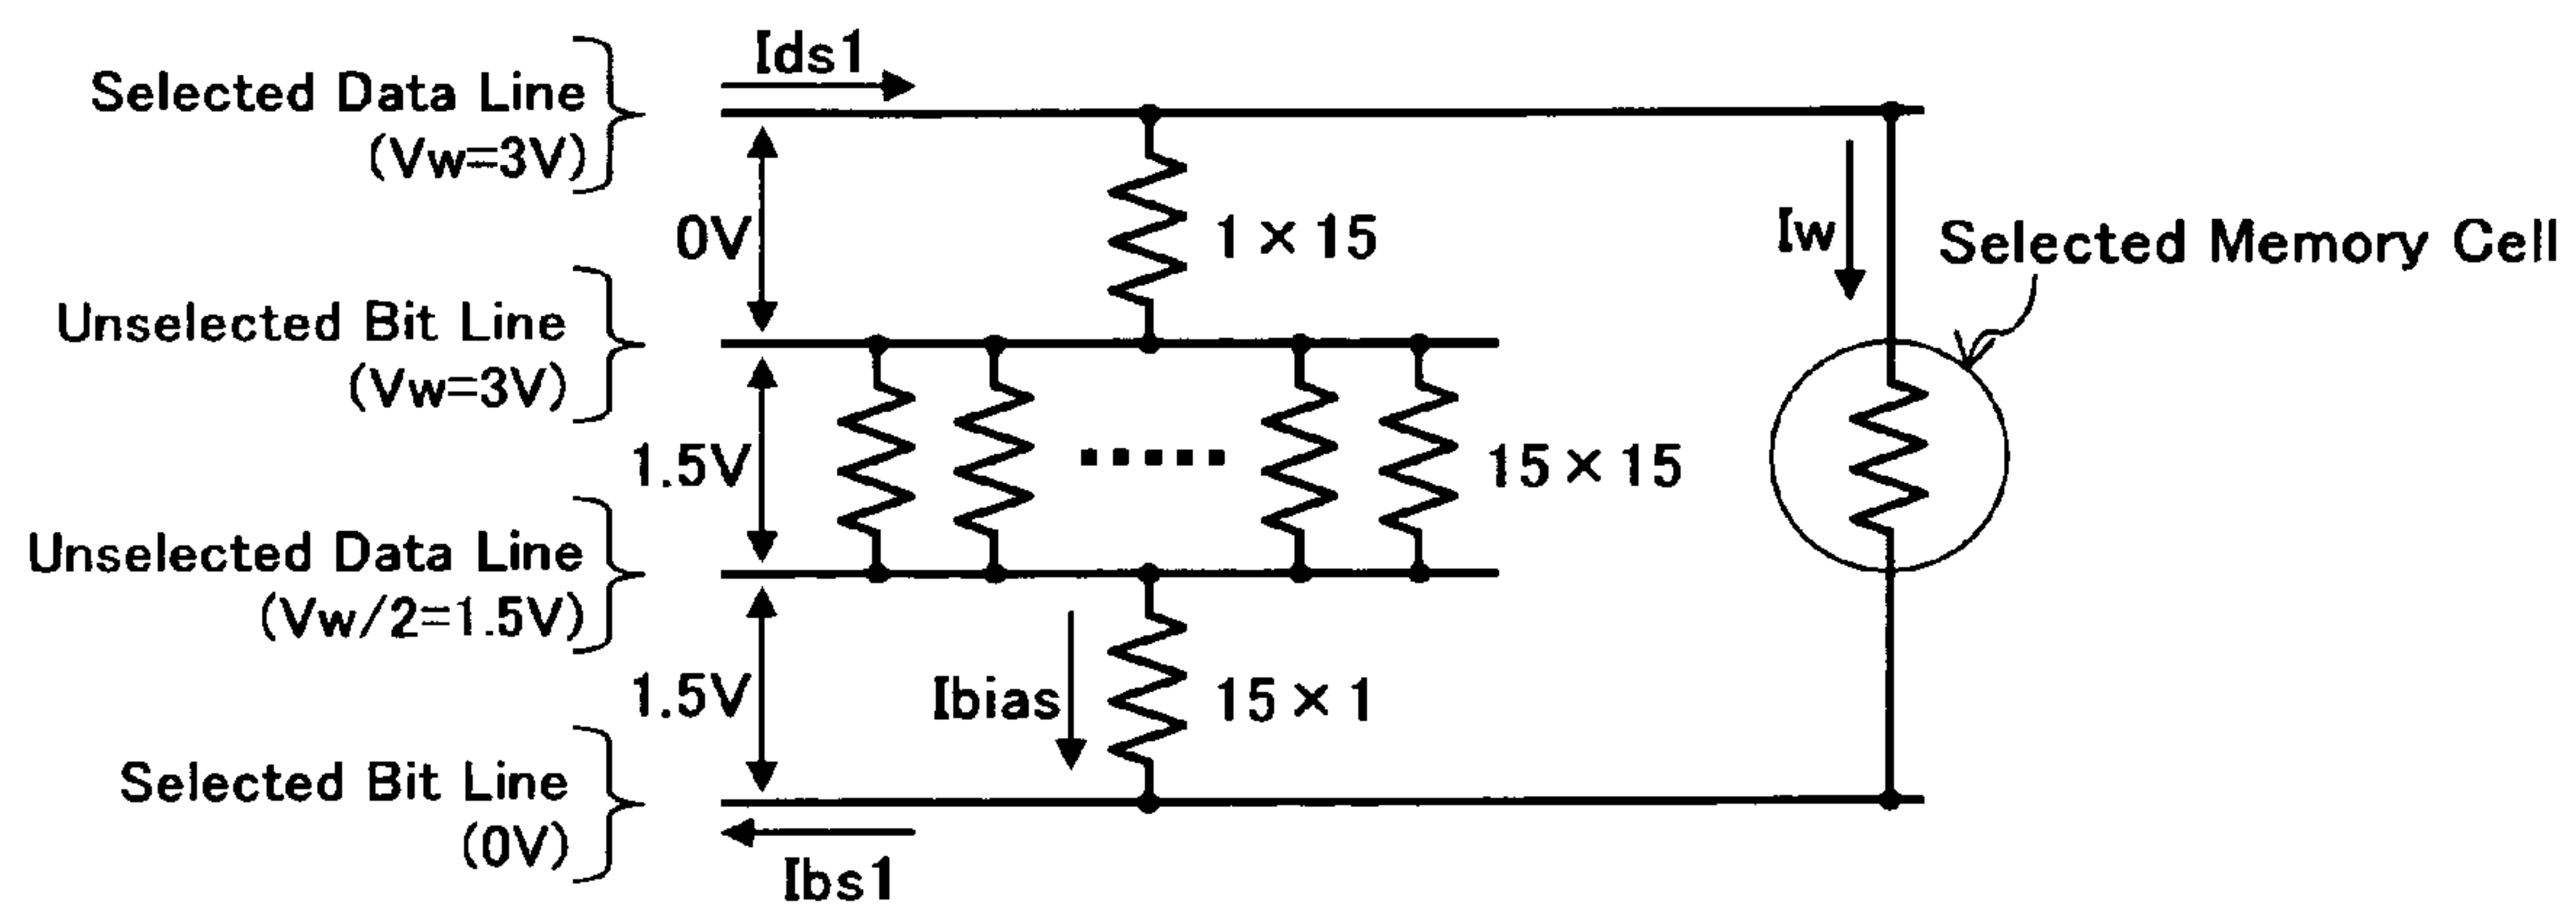 Ids1
Selected Data Line
(Vw=3V)
0V
1×15
Iw
Selected Memory Cell
Unselected Bit Line
(Vw=3V)
1.5V
15×15
Unselected Data Line
(Vw/2=1.5V)
1.5V
Ibias
15×1
Selected Bit Line
(0V)
Ibs1